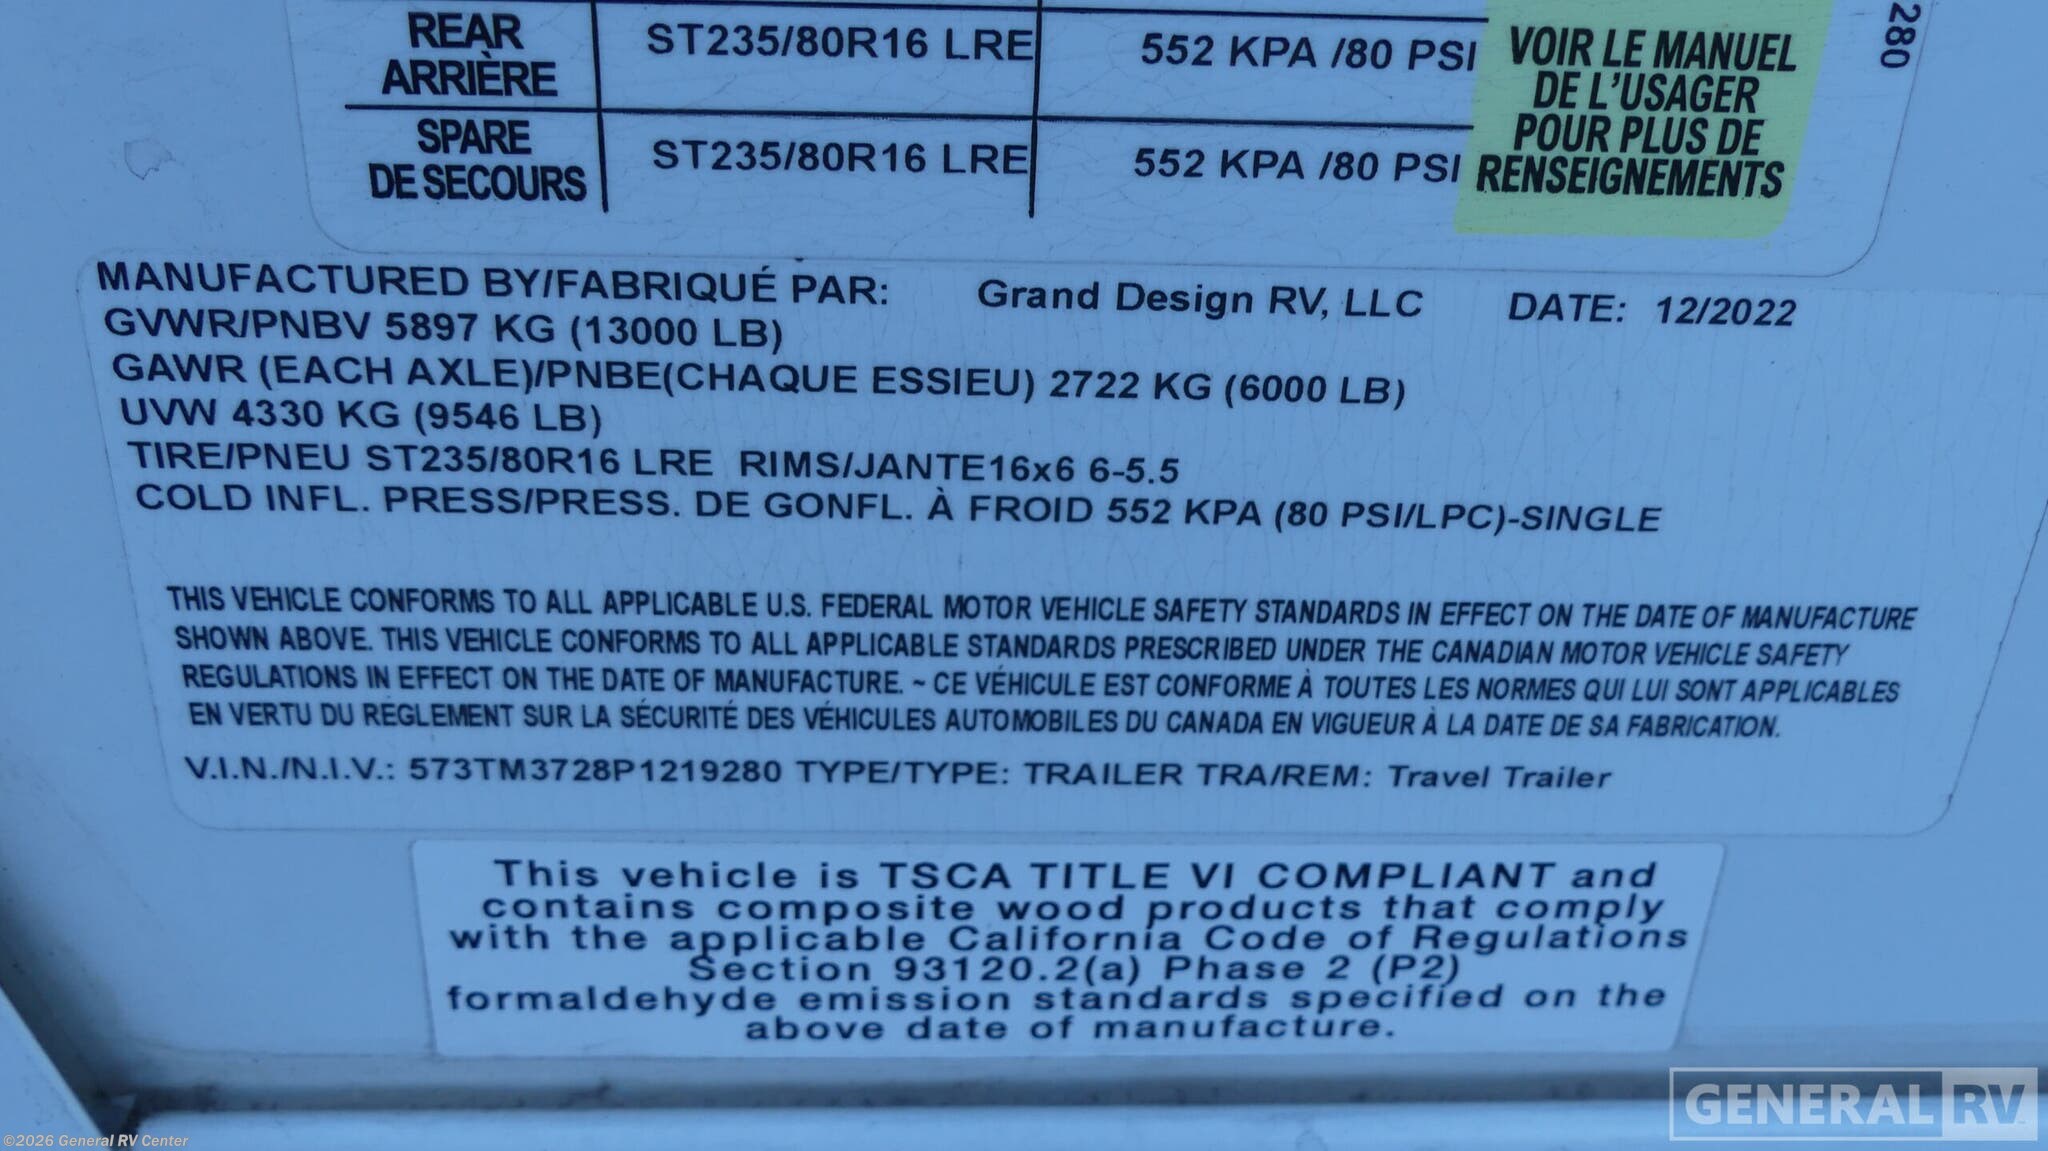 REAR
ARRIÈRE
ST235/80R16 LRE
552 KPA /80 PSI
SPARE
DE SECOURS
ST235/80R16 LRE
552 KPA /80 PSI
VOIR LE MANUEL
DE L'USAGER
POUR PLUS DE
RENSEIGNEMENTS
280
MANUFACTURED BY/FABRIQUÉ PAR: Grand Design RV, LLC DATE: 12/2022
GVWR/PNBV 5897 KG (13000 LB)
GAWR (EACH AXLE)/PNBE(CHAQUE ESSIEU) 2722 KG (6000 LB)
UVW 4330 KG (9546 LB)
TIRE/PNEU ST235/80R16 LRE RIMS/JANTE16x6 6-5.5
COLD INFL. PRESS/PRESS. DE GONFL. À FROID 552 KPA (80 PSI/LPC)-SINGLE
THIS VEHICLE CONFORMS TO ALL APPLICABLE U.S. FEDERAL MOTOR VEHICLE SAFETY STANDARDS IN EFFECT ON THE DATE OF MANUFACTURE
SHOWN ABOVE. THIS VEHICLE CONFORMS TO ALL APPLICABLE STANDARDS PRESCRIBED UNDER THE CANADIAN MOTOR VEHICLE SAFETY
REGULATIONS IN EFFECT ON THE DATE OF MANUFACTURE. ~ CE VÉHICULE EST CONFORME À TOUTES LES NORMES QUI LUI SONT APPLICABLES
EN VERTU DU RÉGLEMENT SUR LA SÉCURITÉ DES VÉHICULES AUTOMOBILES DU CANADA EN VIGUEUR À LA DATE DE SA FABRICATION.
V.I.N./N.I.V.: 573TM3728P1219280 TYPE/TYPE: TRAILER TRA/REM: Travel Trailer
This vehicle is TSCA TITLE VI COMPLIANT and
contains composite wood products that comply
with the applicable California Code of Regulations
Section 93120.2(a) Phase 2 (P2)
formaldehyde emission standards specified on the
above date of manufacture.
GENERAL RV
©2026 General RV Center